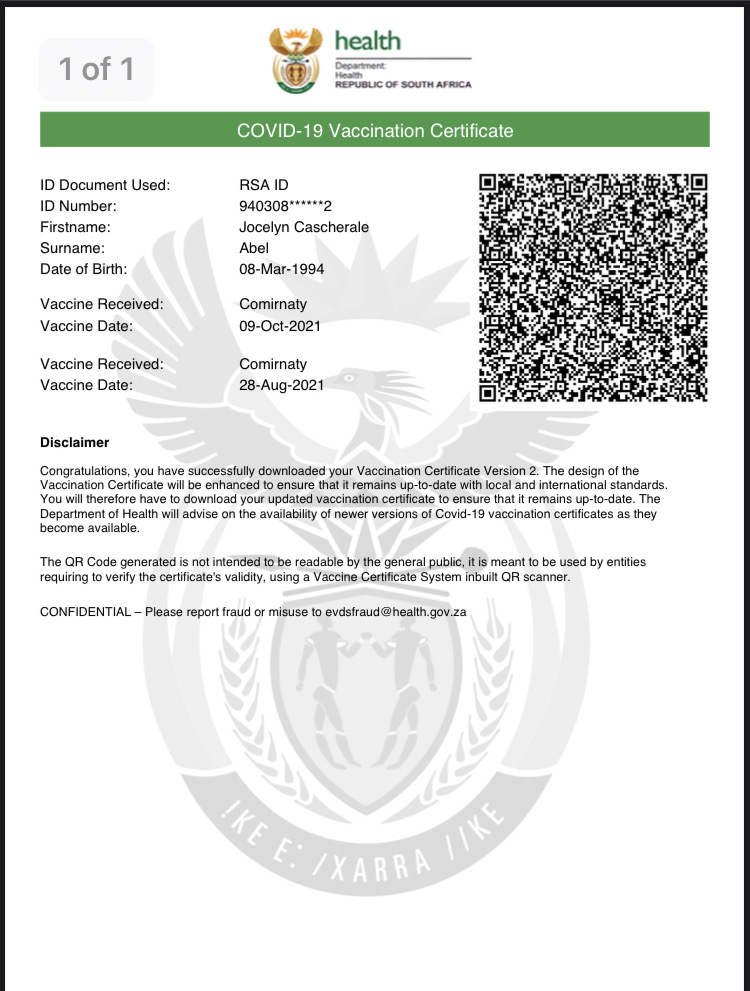 1 of 1
health
Department:
Health
REPUBLIC OF SOUTH AFRICA
COVID-19 Vaccination Certificate
ID Document Used: RSA ID
ID Number: 940308******2
Firstname: Jocelyn Cascherale
Surname: Abel
Date of Birth: 08-Mar-1994
Vaccine Received: Comirnaty
Vaccine Date: 09-Oct-2021
Vaccine Received: Comirnaty
Vaccine Date: 28-Aug-2021
Disclaimer
Congratulations, you have successfully downloaded your Vaccination Certificate Version 2. The design of the
Vaccination Certificate will be enhanced to ensure that it remains up-to-date with local and international standards.
You will therefore have to download your updated vaccination certificate to ensure that it remains up-to-date. The
Department of Health will advise on the availability of newer versions of Covid-19 vaccination certificates as they
become available.
The QR Code generated is not intended to be readable by the general public, it is meant to be used by entities
requiring to verify the certificate's validity, using a Vaccine Certificate System inbuilt QR scanner.
CONFIDENTIAL – Please report fraud or misuse to evdsfraud@health.gov.za
!KE E: /XARRA //KE